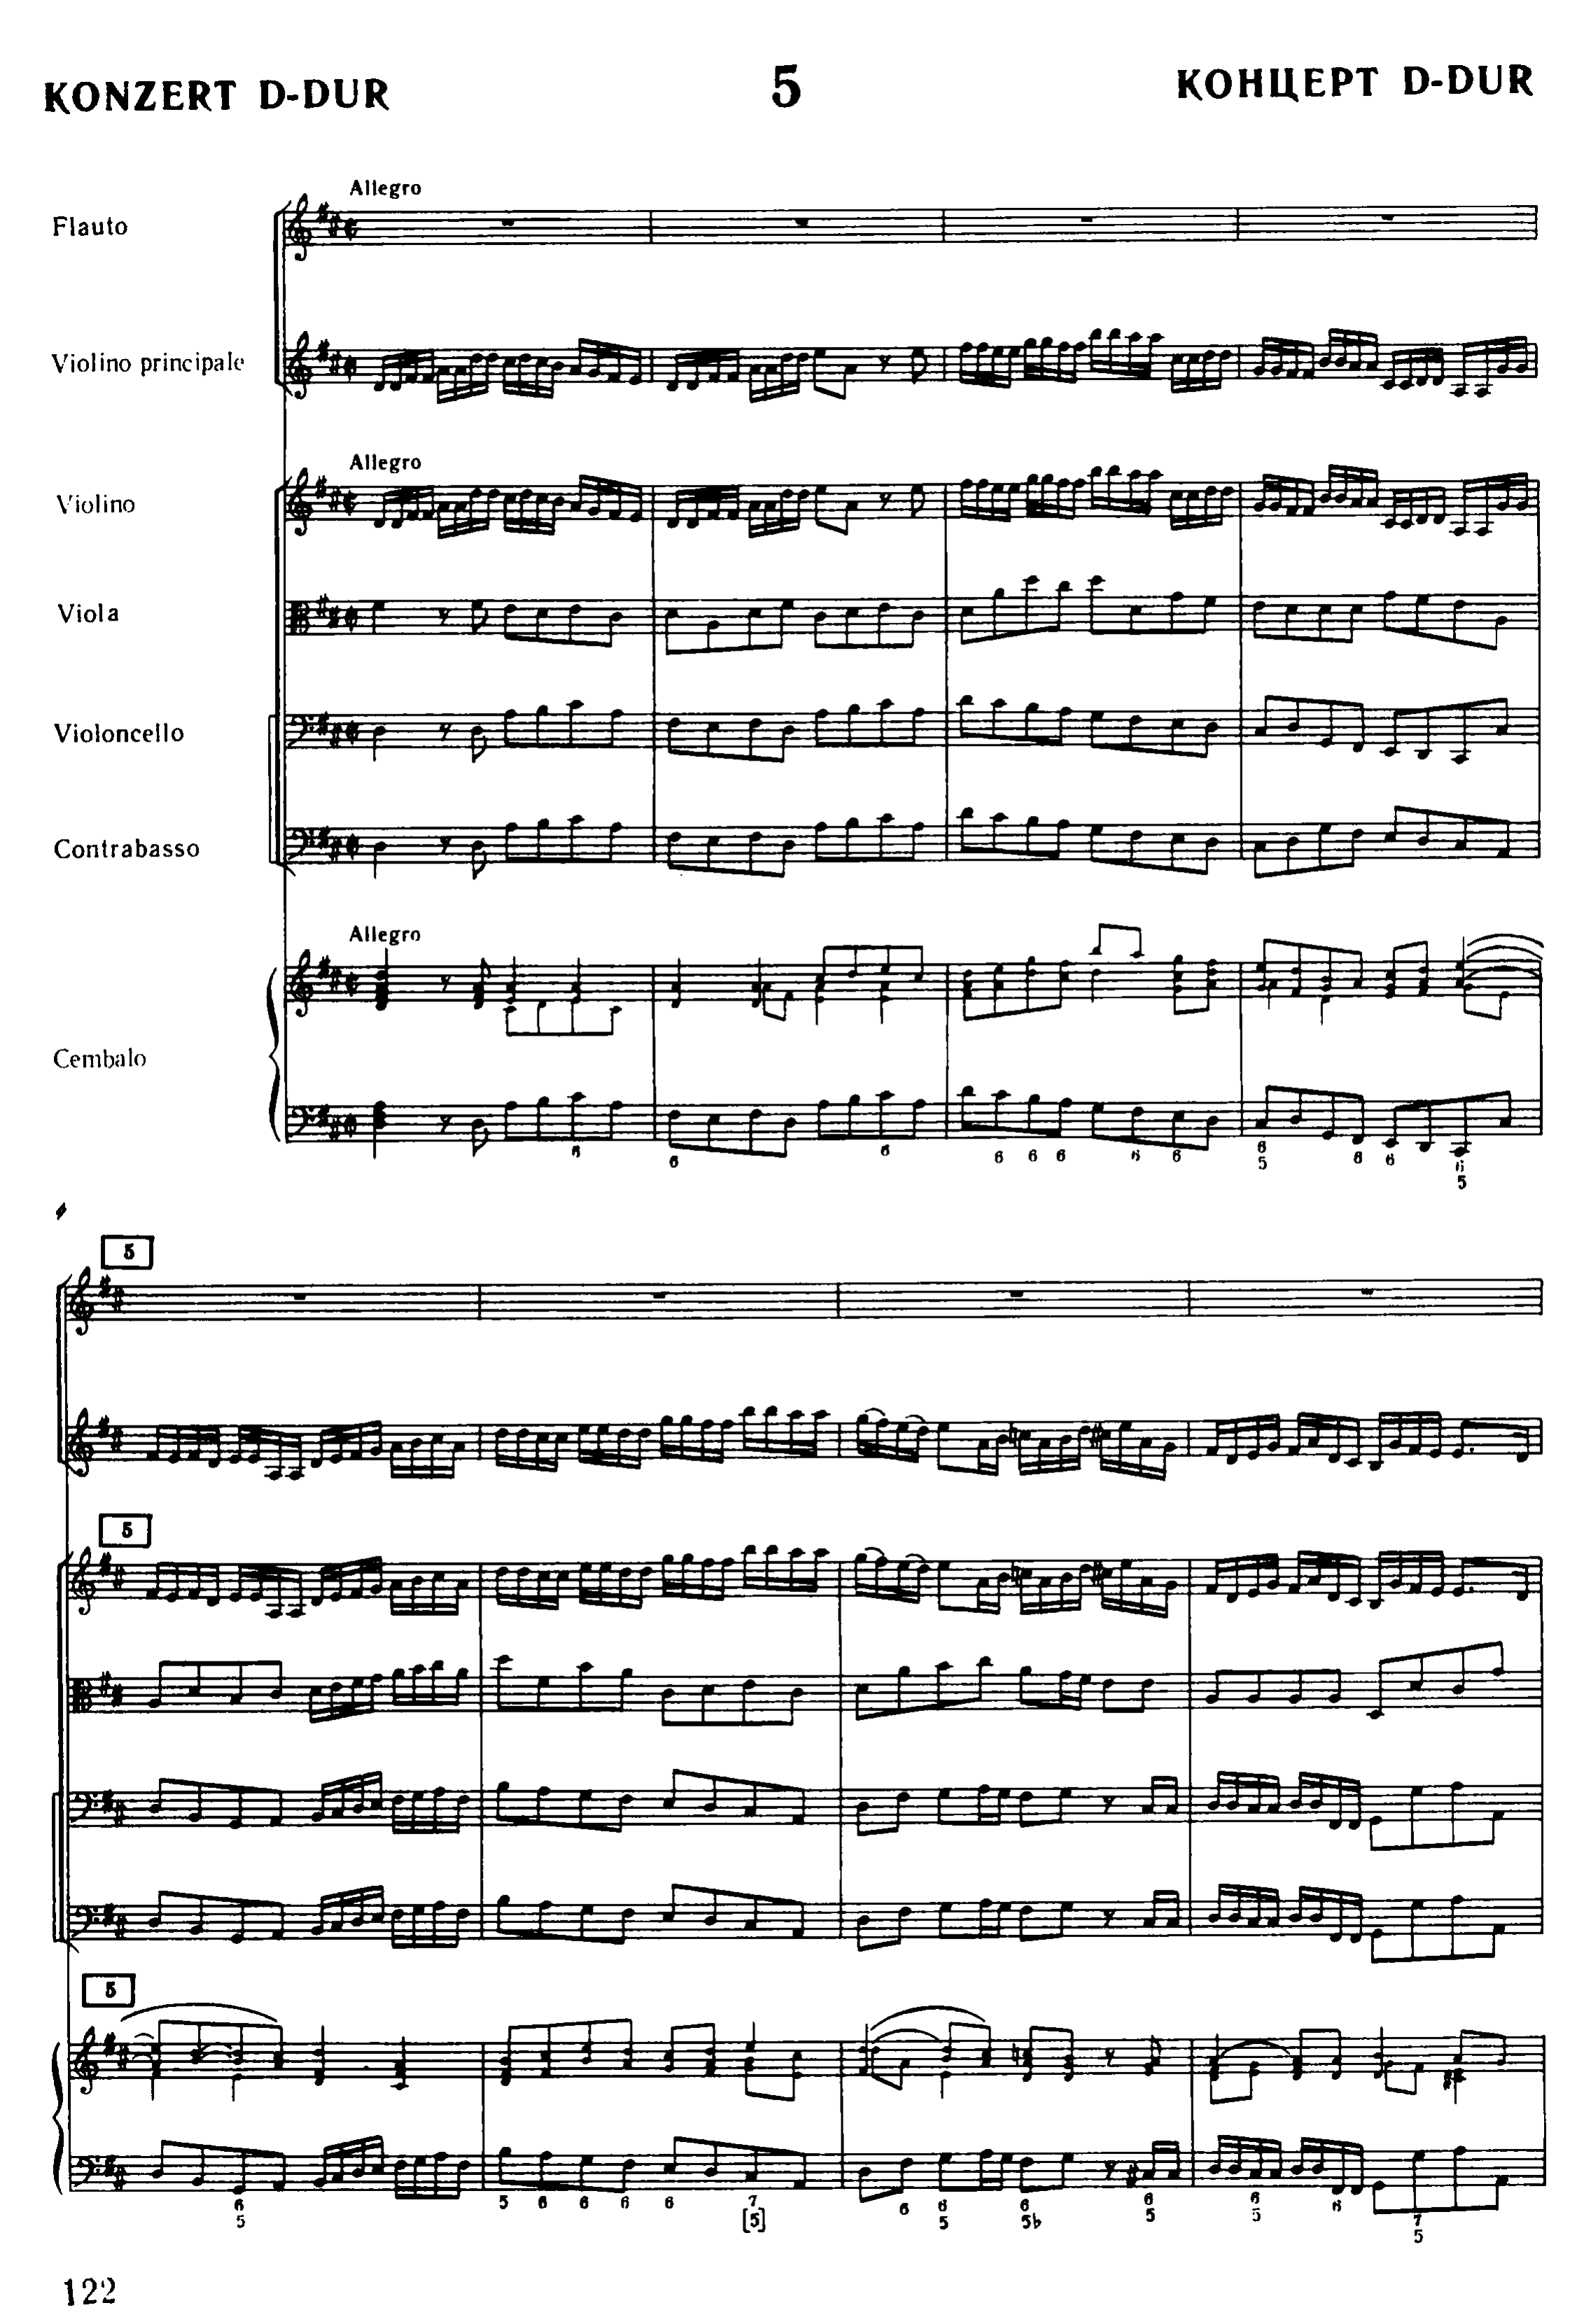 KONZERT D-DUR 5 КОНЦЕРТ D-DUR
Allegro
Flauto
Violino principale
Allegro
Violino
Viola
Violoncello
Contrabasso
Allegro
Cembalo
6 6 6 6 6 6 6 6 6 6 6 6
5 5
5
5
5
6 5 6 6 6 6 7 6 6 6 6 6 6 7
5 [5] 5 5b 5 5 5
122